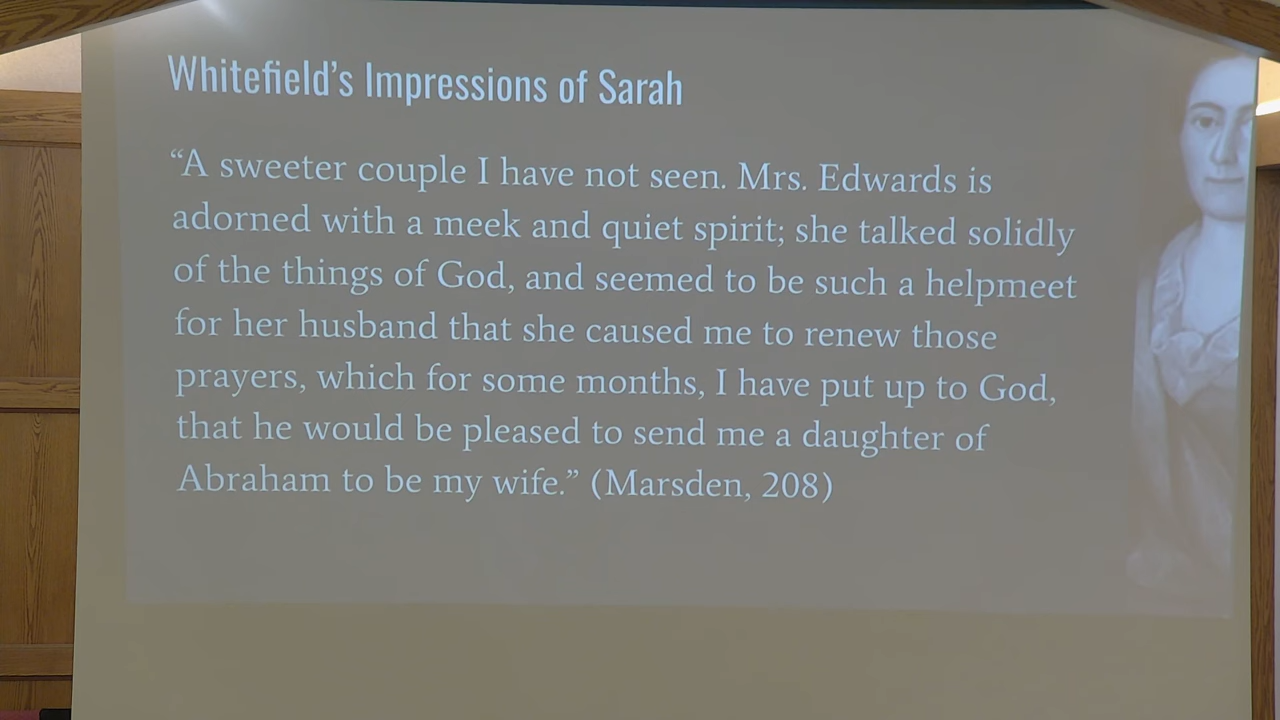 Whitefield’s Impressions of Sarah
“A sweeter couple I have not seen. Mrs. Edwards is
adorned with a meek and quiet spirit; she talked solidly
of the things of God, and seemed to be such a helpmeet
for her husband that she caused me to renew those
prayers, which for some months, I have put up to God,
that he would be pleased to send me a daughter of
Abraham to be my wife.” (Marsden, 208)